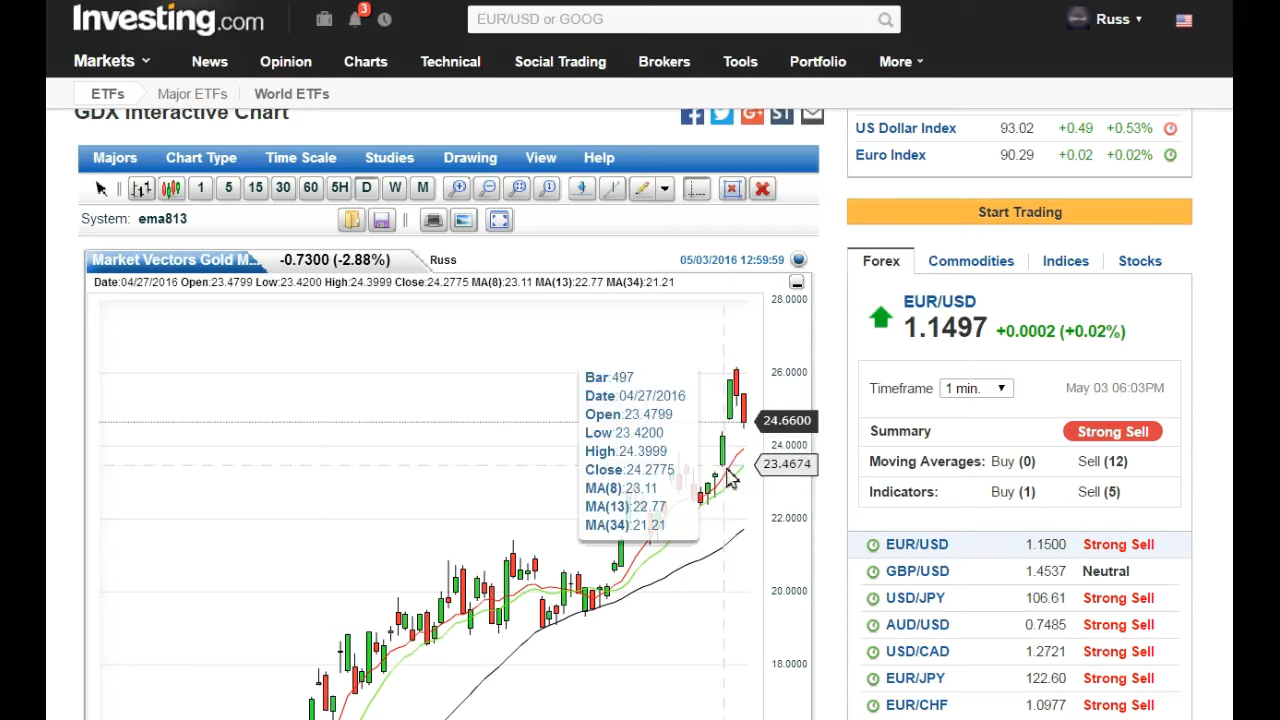 Investing.com
3
EUR/USD or GOOG
Russ
Markets News Opinion Charts Technical Social Trading Brokers Tools Portfolio More
ETFs Major ETFs World ETFs
GDX Interactive Chart
Majors Chart Type Time Scale Studies Drawing View Help
1 5 15 30 60 5H D W M
System: ema813
Market Vectors Gold M... -0.7300 (-2.88%) Russ 05/03/2016 12:59:59
Date:04/27/2016 Open:23.4799 Low:23.4200 High:24.3999 Close:24.2775 MA(8):23.11 MA(13):22.77 MA(34):21.21
28.0000
26.0000
24.6600
24.0000
23.4674
22.0000
20.0000
18.0000
Bar:497
Date:04/27/2016
Open:23.4799
Low:23.4200
High:24.3999
Close:24.2775
MA(8):23.11
MA(13):22.77
MA(34):21.21
US Dollar Index 93.02 +0.49 +0.53%
Euro Index 90.29 +0.02 +0.02%
Start Trading
Forex Commodities Indices Stocks
EUR/USD
1.1497 +0.0002 (+0.02%)
Timeframe 1 min. May 03 06:03PM
Summary Strong Sell
Moving Averages: Buy (0) Sell (12)
Indicators: Buy (1) Sell (5)
EUR/USD 1.1500 Strong Sell
GBP/USD 1.4537 Neutral
USD/JPY 106.61 Strong Sell
AUD/USD 0.7485 Strong Sell
USD/CAD 1.2721 Strong Sell
EUR/JPY 122.60 Strong Sell
EUR/CHF 1.0977 Strong Sell